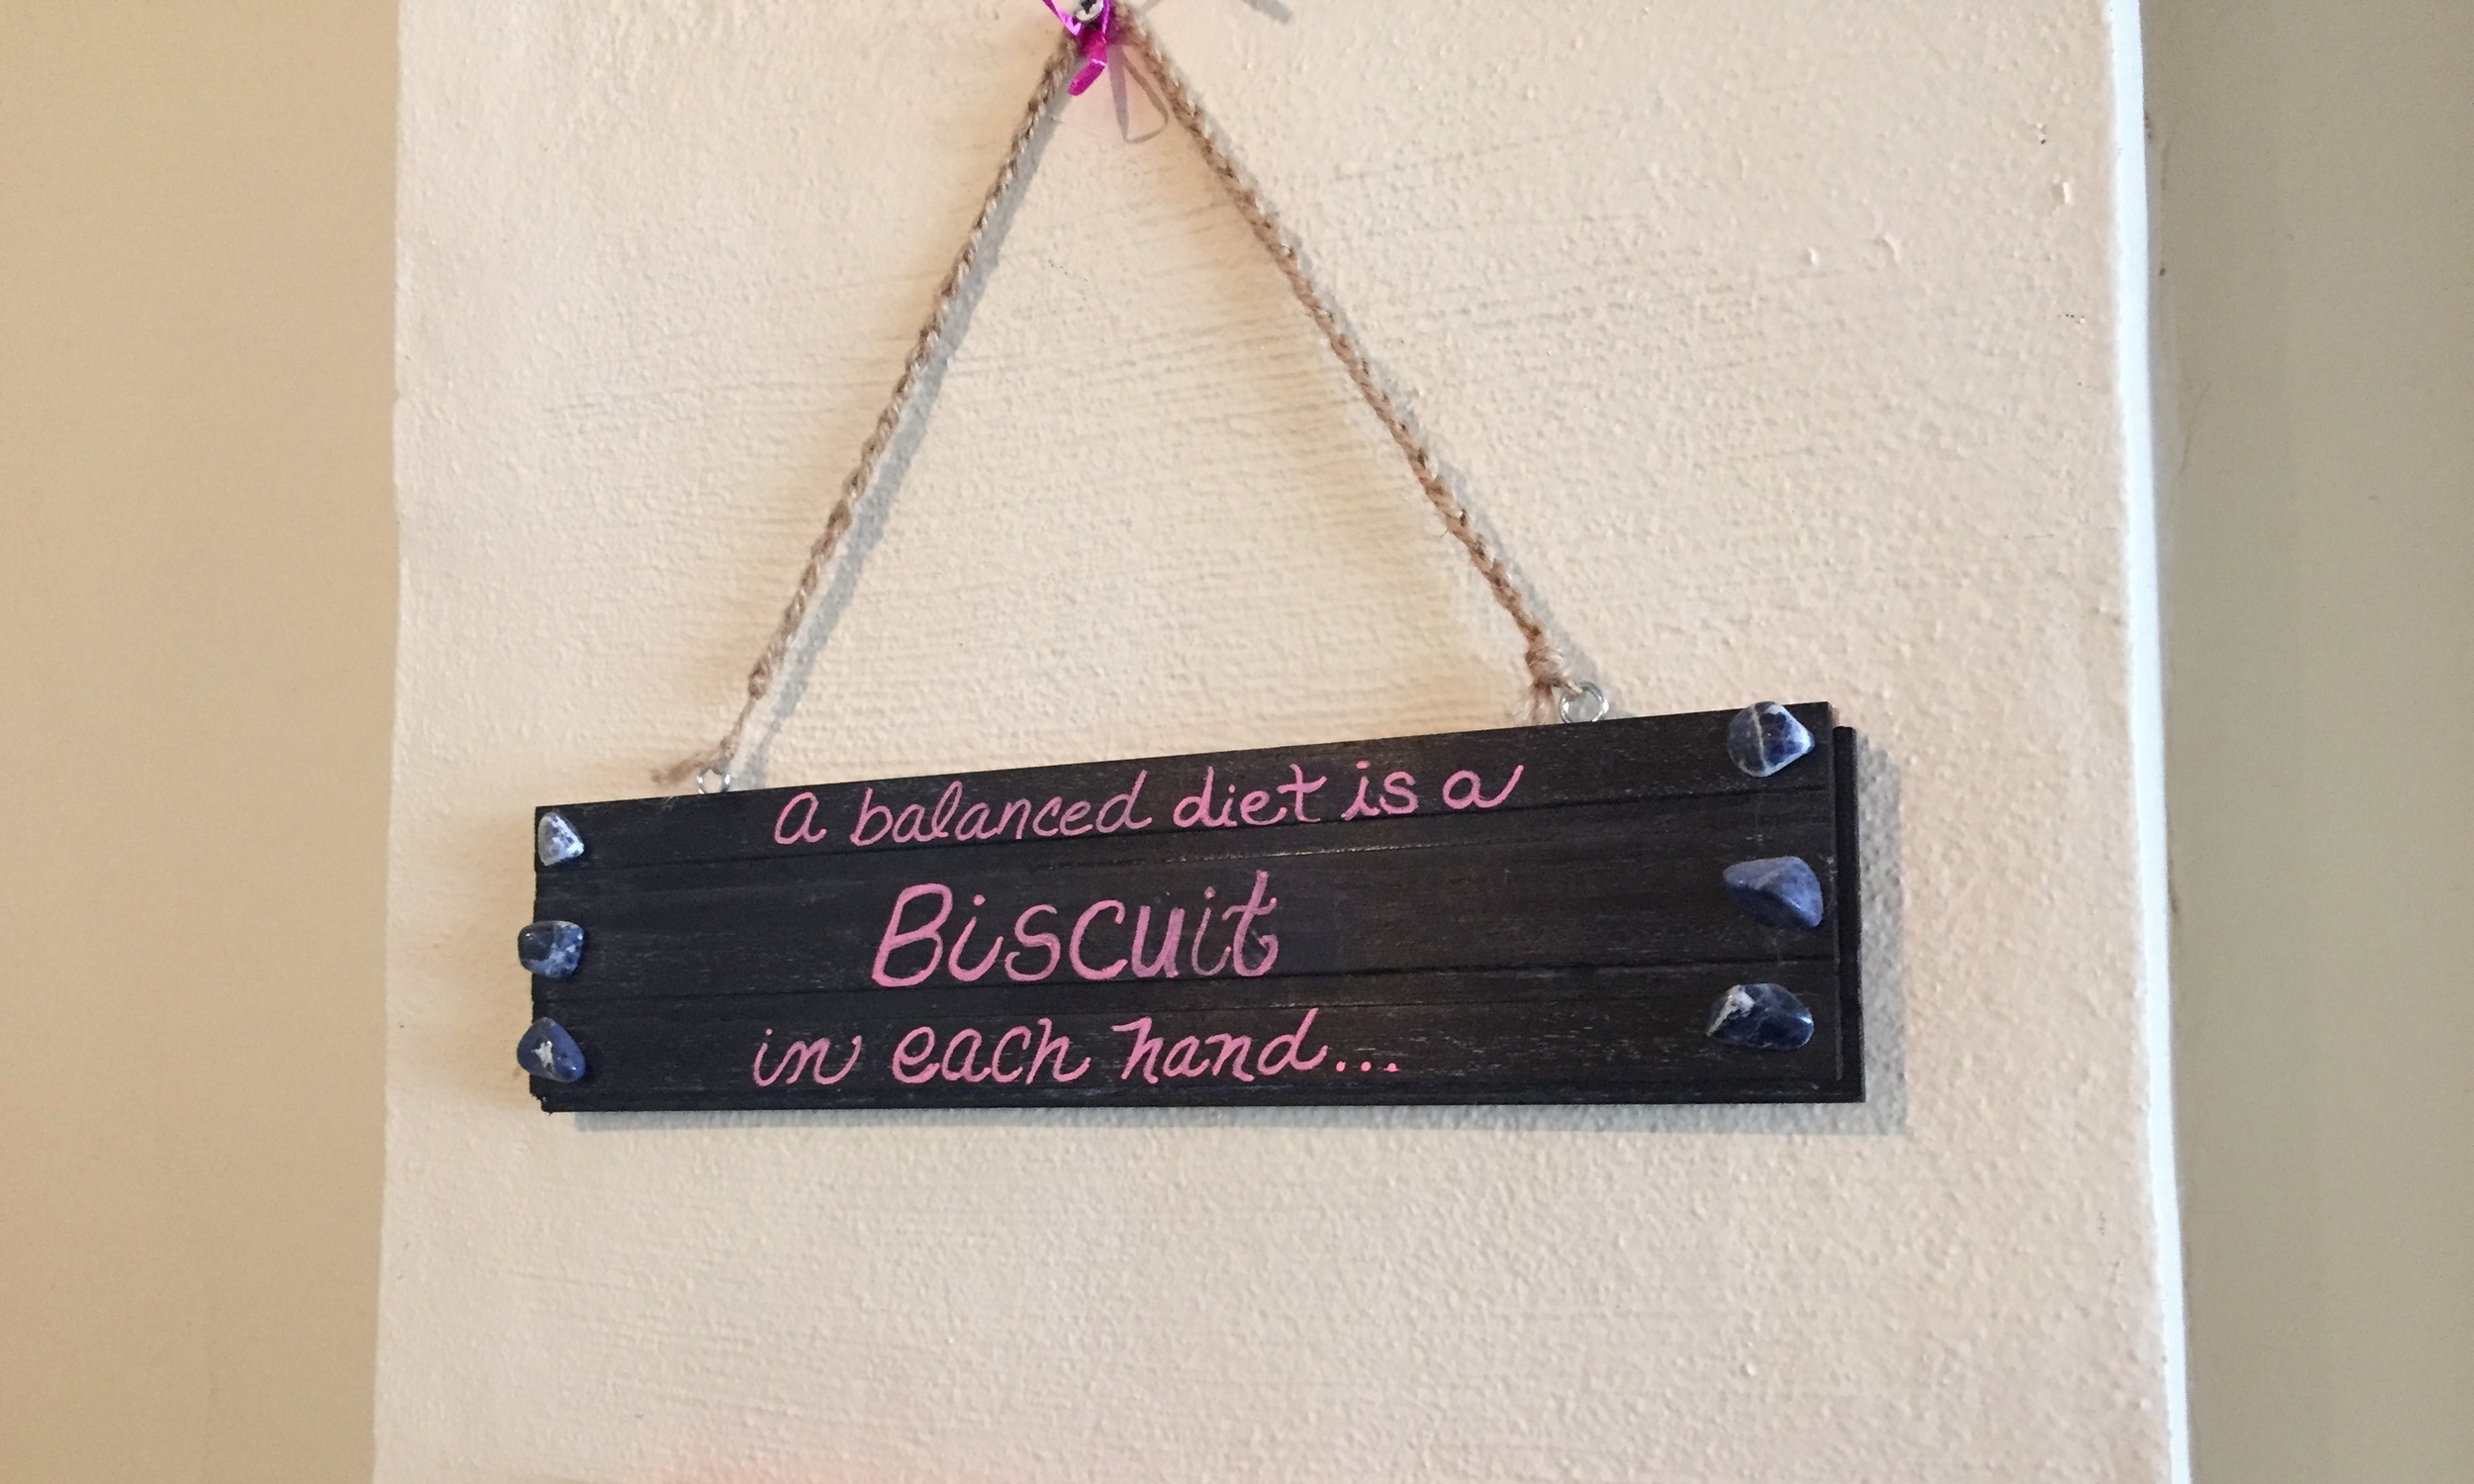 a balanced diet is a
Biscuit
in each hand...